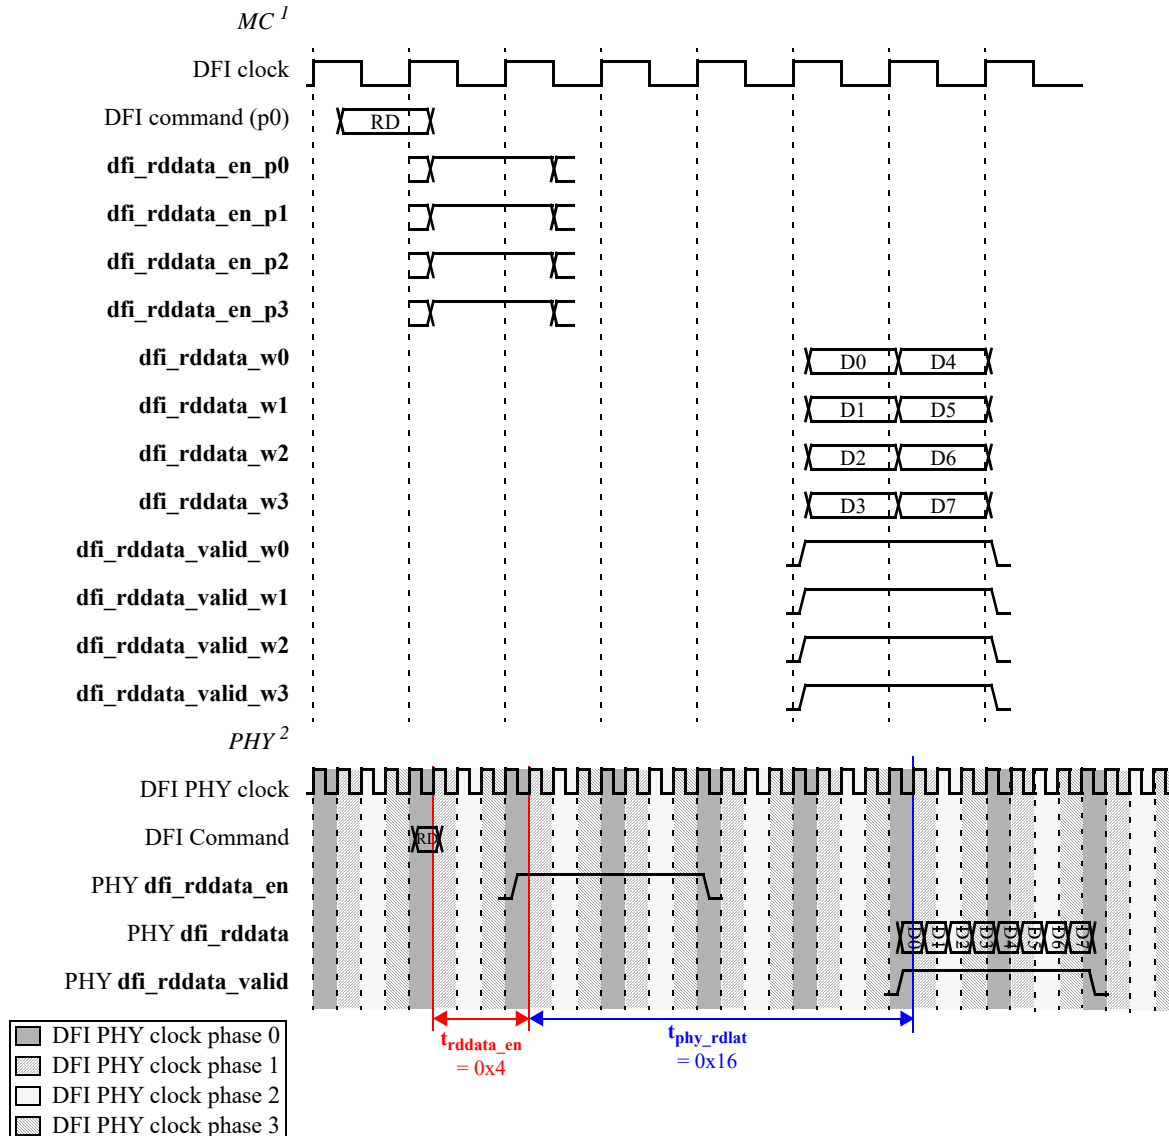 MC 1
DFI clock
DFI command (p0) RD
dfi_rddata_en_p0
dfi_rddata_en_p1
dfi_rddata_en_p2
dfi_rddata_en_p3
dfi_rddata_w0 D0 D4
dfi_rddata_w1 D1 D5
dfi_rddata_w2 D2 D6
dfi_rddata_w3 D3 D7
dfi_rddata_valid_w0
dfi_rddata_valid_w1
dfi_rddata_valid_w2
dfi_rddata_valid_w3
PHY 2
DFI PHY clock
DFI Command RD
PHY dfi_rddata_en
PHY dfi_rddata D0 D1 D2 D3 D4 D5 D6 D7
PHY dfi_rddata_valid
trddata_en tphy_rdlat
= 0x4 = 0x16
DFI PHY clock phase 0
DFI PHY clock phase 1
DFI PHY clock phase 2
DFI PHY clock phase 3